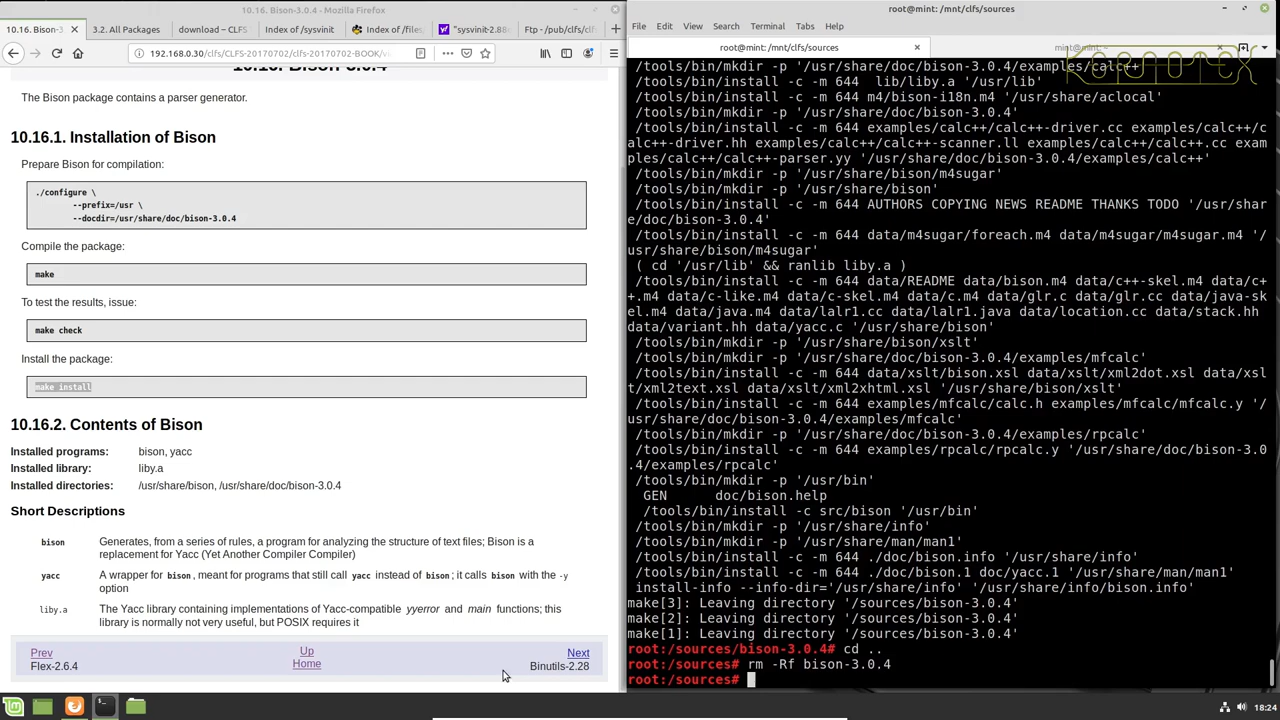 10.16. Bison-3.0.4 - Mozilla Firefox
10.16. Bison-3
3.2. All Packages
download – CLFS
Index of /sysvinit
Index of /files
"sysvinit-2.88
Ftp - /pub/clfs
192.168.0.30/clfs/CLFS-20170702/clfs-20170702-BOOK/
10.16. Bison-3.0.4
The Bison package contains a parser generator.
10.16.1. Installation of Bison
Prepare Bison for compilation:
./configure \
--prefix=/usr \
--docdir=/usr/share/doc/bison-3.0.4
Compile the package:
make
To test the results, issue:
make check
Install the package:
make install
10.16.2. Contents of Bison
Installed programs: bison, yacc
Installed library: liby.a
Installed directories: /usr/share/bison, /usr/share/doc/bison-3.0.4
Short Descriptions
bison Generates, from a series of rules, a program for analyzing the structure of text files; Bison is a
replacement for Yacc (Yet Another Compiler Compiler)
yacc A wrapper for bison, meant for programs that still call yacc instead of bison; it calls bison with the -y
option
liby.a The Yacc library containing implementations of Yacc-compatible yyerror and main functions; this
library is normally not very useful, but POSIX requires it
Prev Up Next
Flex-2.6.4 Home Binutils-2.28
root@mint: /mnt/clfs/sources
File Edit View Search Terminal Tabs Help
root@mint: /mnt/clfs/sources
root@mint: ~
/tools/bin/mkdir -p '/usr/share/doc/bison-3.0.4/examples/calc++'
/tools/bin/install -c -m 644  lib/liby.a '/usr/lib'
/tools/bin/install -c -m 644 m4/bison-i18n.m4 '/usr/share/aclocal'
/tools/bin/mkdir -p '/usr/share/doc/bison-3.0.4'
/tools/bin/install -c -m 644 examples/calc++/calc++-driver.cc examples/calc++/c
alc++-driver.hh examples/calc++/calc++-scanner.ll examples/calc++/calc++.cc exam
ples/calc++/calc++-parser.yy '/usr/share/doc/bison-3.0.4/examples/calc++'
/tools/bin/mkdir -p '/usr/share/bison/m4sugar'
/tools/bin/mkdir -p '/usr/share/bison'
/tools/bin/install -c -m 644 AUTHORS COPYING NEWS README THANKS TODO '/usr/shar
e/doc/bison-3.0.4'
/tools/bin/install -c -m 644 data/m4sugar/foreach.m4 data/m4sugar/m4sugar.m4 '/
usr/share/bison/m4sugar'
( cd '/usr/lib' && ranlib liby.a )
/tools/bin/install -c -m 644 data/README data/bison.m4 data/c++-skel.m4 data/c+
+.m4 data/c-like.m4 data/c-skel.m4 data/c.m4 data/glr.c data/glr.cc data/java-sk
el.m4 data/java.m4 data/lalr1.cc data/lalr1.java data/location.cc data/stack.hh
data/variant.hh data/yacc.c '/usr/share/bison'
/tools/bin/mkdir -p '/usr/share/bison/xslt'
/tools/bin/mkdir -p '/usr/share/doc/bison-3.0.4/examples/mfcalc'
/tools/bin/install -c -m 644 data/xslt/bison.xsl data/xslt/xml2dot.xsl data/xsl
t/xml2text.xsl data/xslt/xml2xhtml.xsl '/usr/share/bison/xslt'
/tools/bin/install -c -m 644 examples/mfcalc/calc.h examples/mfcalc/mfcalc.y '/
usr/share/doc/bison-3.0.4/examples/mfcalc'
/tools/bin/mkdir -p '/usr/share/doc/bison-3.0.4/examples/rpcalc'
/tools/bin/install -c -m 644 examples/rpcalc/rpcalc.y '/usr/share/doc/bison-3.0
.4/examples/rpcalc'
/tools/bin/mkdir -p '/usr/bin'
GEN      doc/bison.help
/tools/bin/install -c src/bison '/usr/bin'
/tools/bin/mkdir -p '/usr/share/info'
/tools/bin/mkdir -p '/usr/share/man/man1'
/tools/bin/install -c -m 644 ./doc/bison.info '/usr/share/info'
/tools/bin/install -c -m 644 ./doc/bison.1 doc/yacc.1 '/usr/share/man/man1'
install-info --info-dir='/usr/share/info' '/usr/share/info/bison.info'
make[3]: Leaving directory '/sources/bison-3.0.4'
make[2]: Leaving directory '/sources/bison-3.0.4'
make[1]: Leaving directory '/sources/bison-3.0.4'
root:/sources/bison-3.0.4# cd ..
root:/sources# rm -Rf bison-3.0.4
root:/sources#
18:24